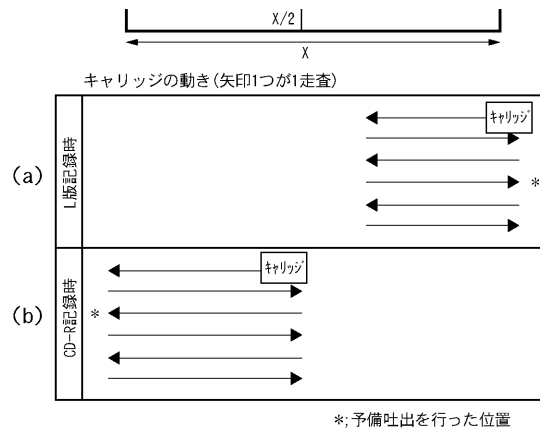 X/2
X
キャリッジの動き(矢印1つが1走査)
(a)
L版記録時
キャリッジ
*
(b)
CD-R記録時
キャリッジ
*
*;予備吐出を行った位置